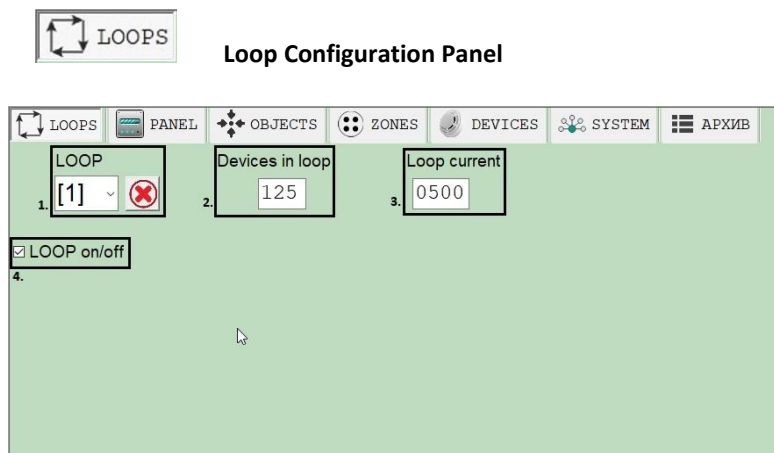 LOOPS
Loop Configuration Panel
LOOPS PANEL OBJECTS ZONES DEVICES SYSTEM АРХИВ
LOOP Devices in loop Loop current
1. [1] 2. 125 3. 0500
LOOP on/off
4.